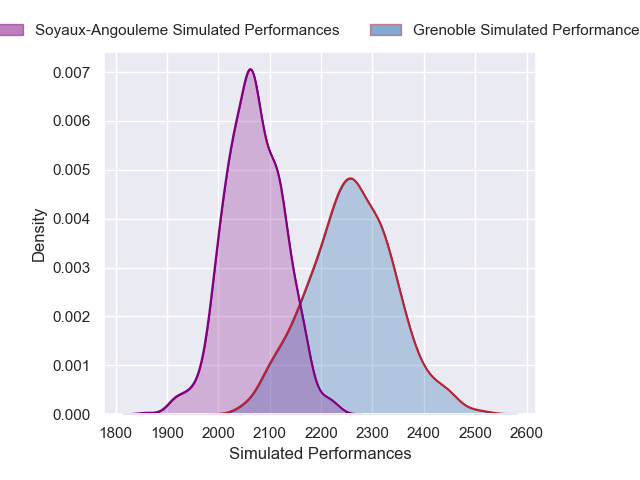 Soyaux-Angouleme Simulated Performances
Grenoble Simulated Performance
0.007
0.006
0.005
0.004
0.003
0.002
0.001
0.000
Density
1800 1900 2000 2100 2200 2300 2400 2500 2600
Simulated Performances